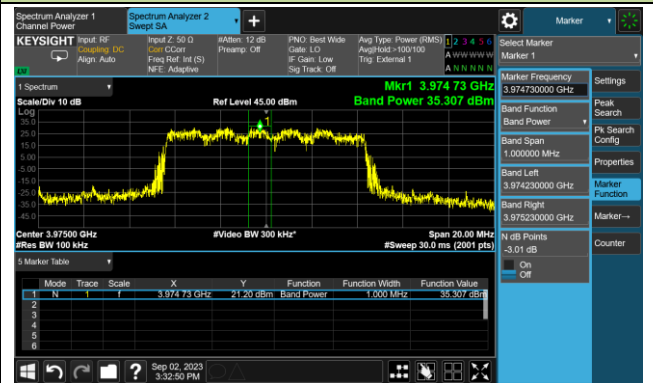 Spectrum Analyzer 1
Channel Power
Spectrum Analyzer 2
Swept SA
Marker
KEYSIGHT
Input: RF
Coupling: DC
Align: Auto
Input Z: 50 Ω
Corr CCorr
Freq Ref: Int (S)
NFE: Adaptive
#Atten: 12 dB
Preamp: Off
PNO: Best Wide
Gate: LO
IF Gain: Low
Sig Track: Off
Avg Type: Power (RMS)
Avg|Hold:>100/100
Trig: External 1
1 2 3 4 5 6
A W W W W W
A N N N N N
Select Marker
Marker 1
1 Spectrum
Mkr1 3.974 73 GHz
Scale/Div 10 dB
Ref Level 45.00 dBm
Band Power 35.307 dBm
Log
35.0
25.0
15.0
5.00
-5.00
-15.0
-25.0
-35.0
-45.0
1
Center 3.97500 GHz
#Video BW 300 kHz*
Span 20.00 MHz
#Res BW 100 kHz
#Sweep 30.0 ms (2001 pts)
5 Marker Table
Mode Trace Scale X Y Function Function Width Function Value
1 N 1 f 3.974 73 GHz 21.20 dBm Band Power 1.000 MHz 35.307 dBm
2
3
4
5
6
Marker Frequency
3.974730000 GHz
Band Function
Band Power
Band Span
1.000000 MHz
Band Left
3.974230000 GHz
Band Right
3.975230000 GHz
N dB Points
-3.01 dB
On
Off
Settings
Peak
Search
Pk Search
Config
Properties
Marker
Function
Marker→
Counter
Sep 02, 2023
3:32:50 PM